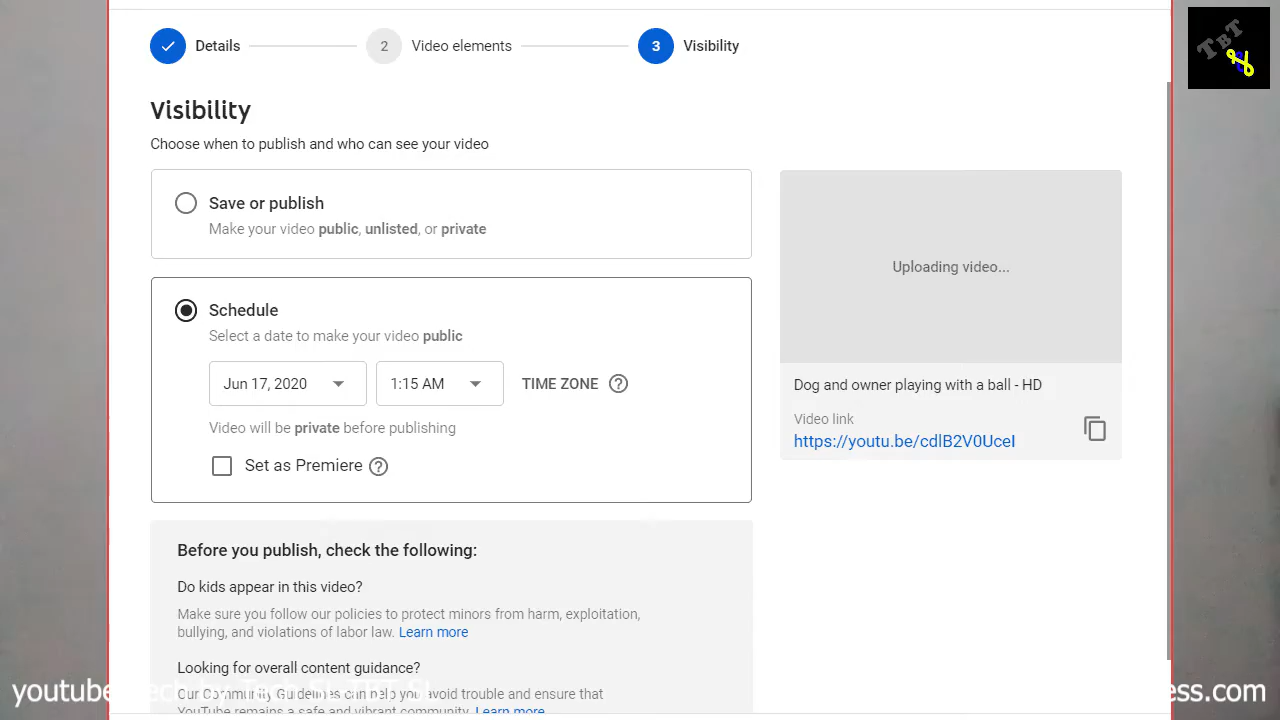 Details
2
Video elements
3
Visibility
TBT
Visibility
Choose when to publish and who can see your video
Save or publish
Make your video public, unlisted, or private
Uploading video...
Schedule
Select a date to make your video public
Jun 17, 2020
1:15 AM
TIME ZONE
Dog and owner playing with a ball - HD
Video link
https://youtu.be/cdlB2V0UceI
Video will be private before publishing
Set as Premiere
Before you publish, check the following:
Do kids appear in this video?
Make sure you follow our policies to protect minors from harm, exploitation,
bullying, and violations of labor law. Learn more
Looking for overall content guidance?
Our Community Guidelines can help you avoid trouble and ensure that
YouTube remains a safe and vibrant community. Learn more